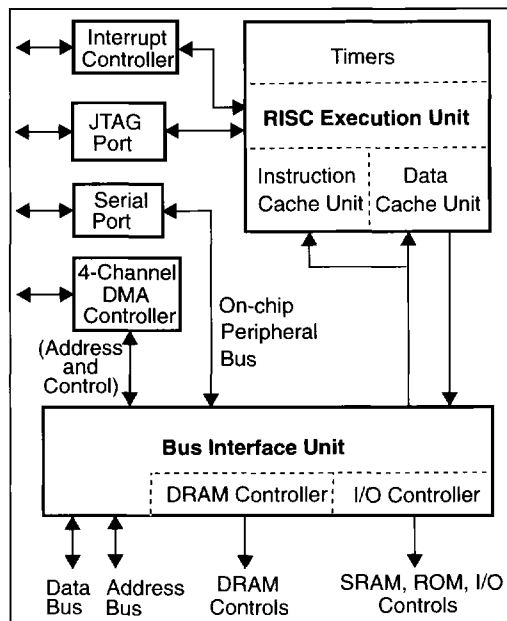 Interrupt
Controller
Timers
RISC Execution Unit
JTAG
Port
Instruction
Cache Unit
Data
Cache Unit
Serial
Port
4-Channel
DMA
Controller
On-chip
Peripheral
Bus
(Address
and
Control)
Bus Interface Unit
DRAM Controller
I/O Controller
Data
Bus
Address
Bus
DRAM
Controls
SRAM, ROM, I/O
Controls